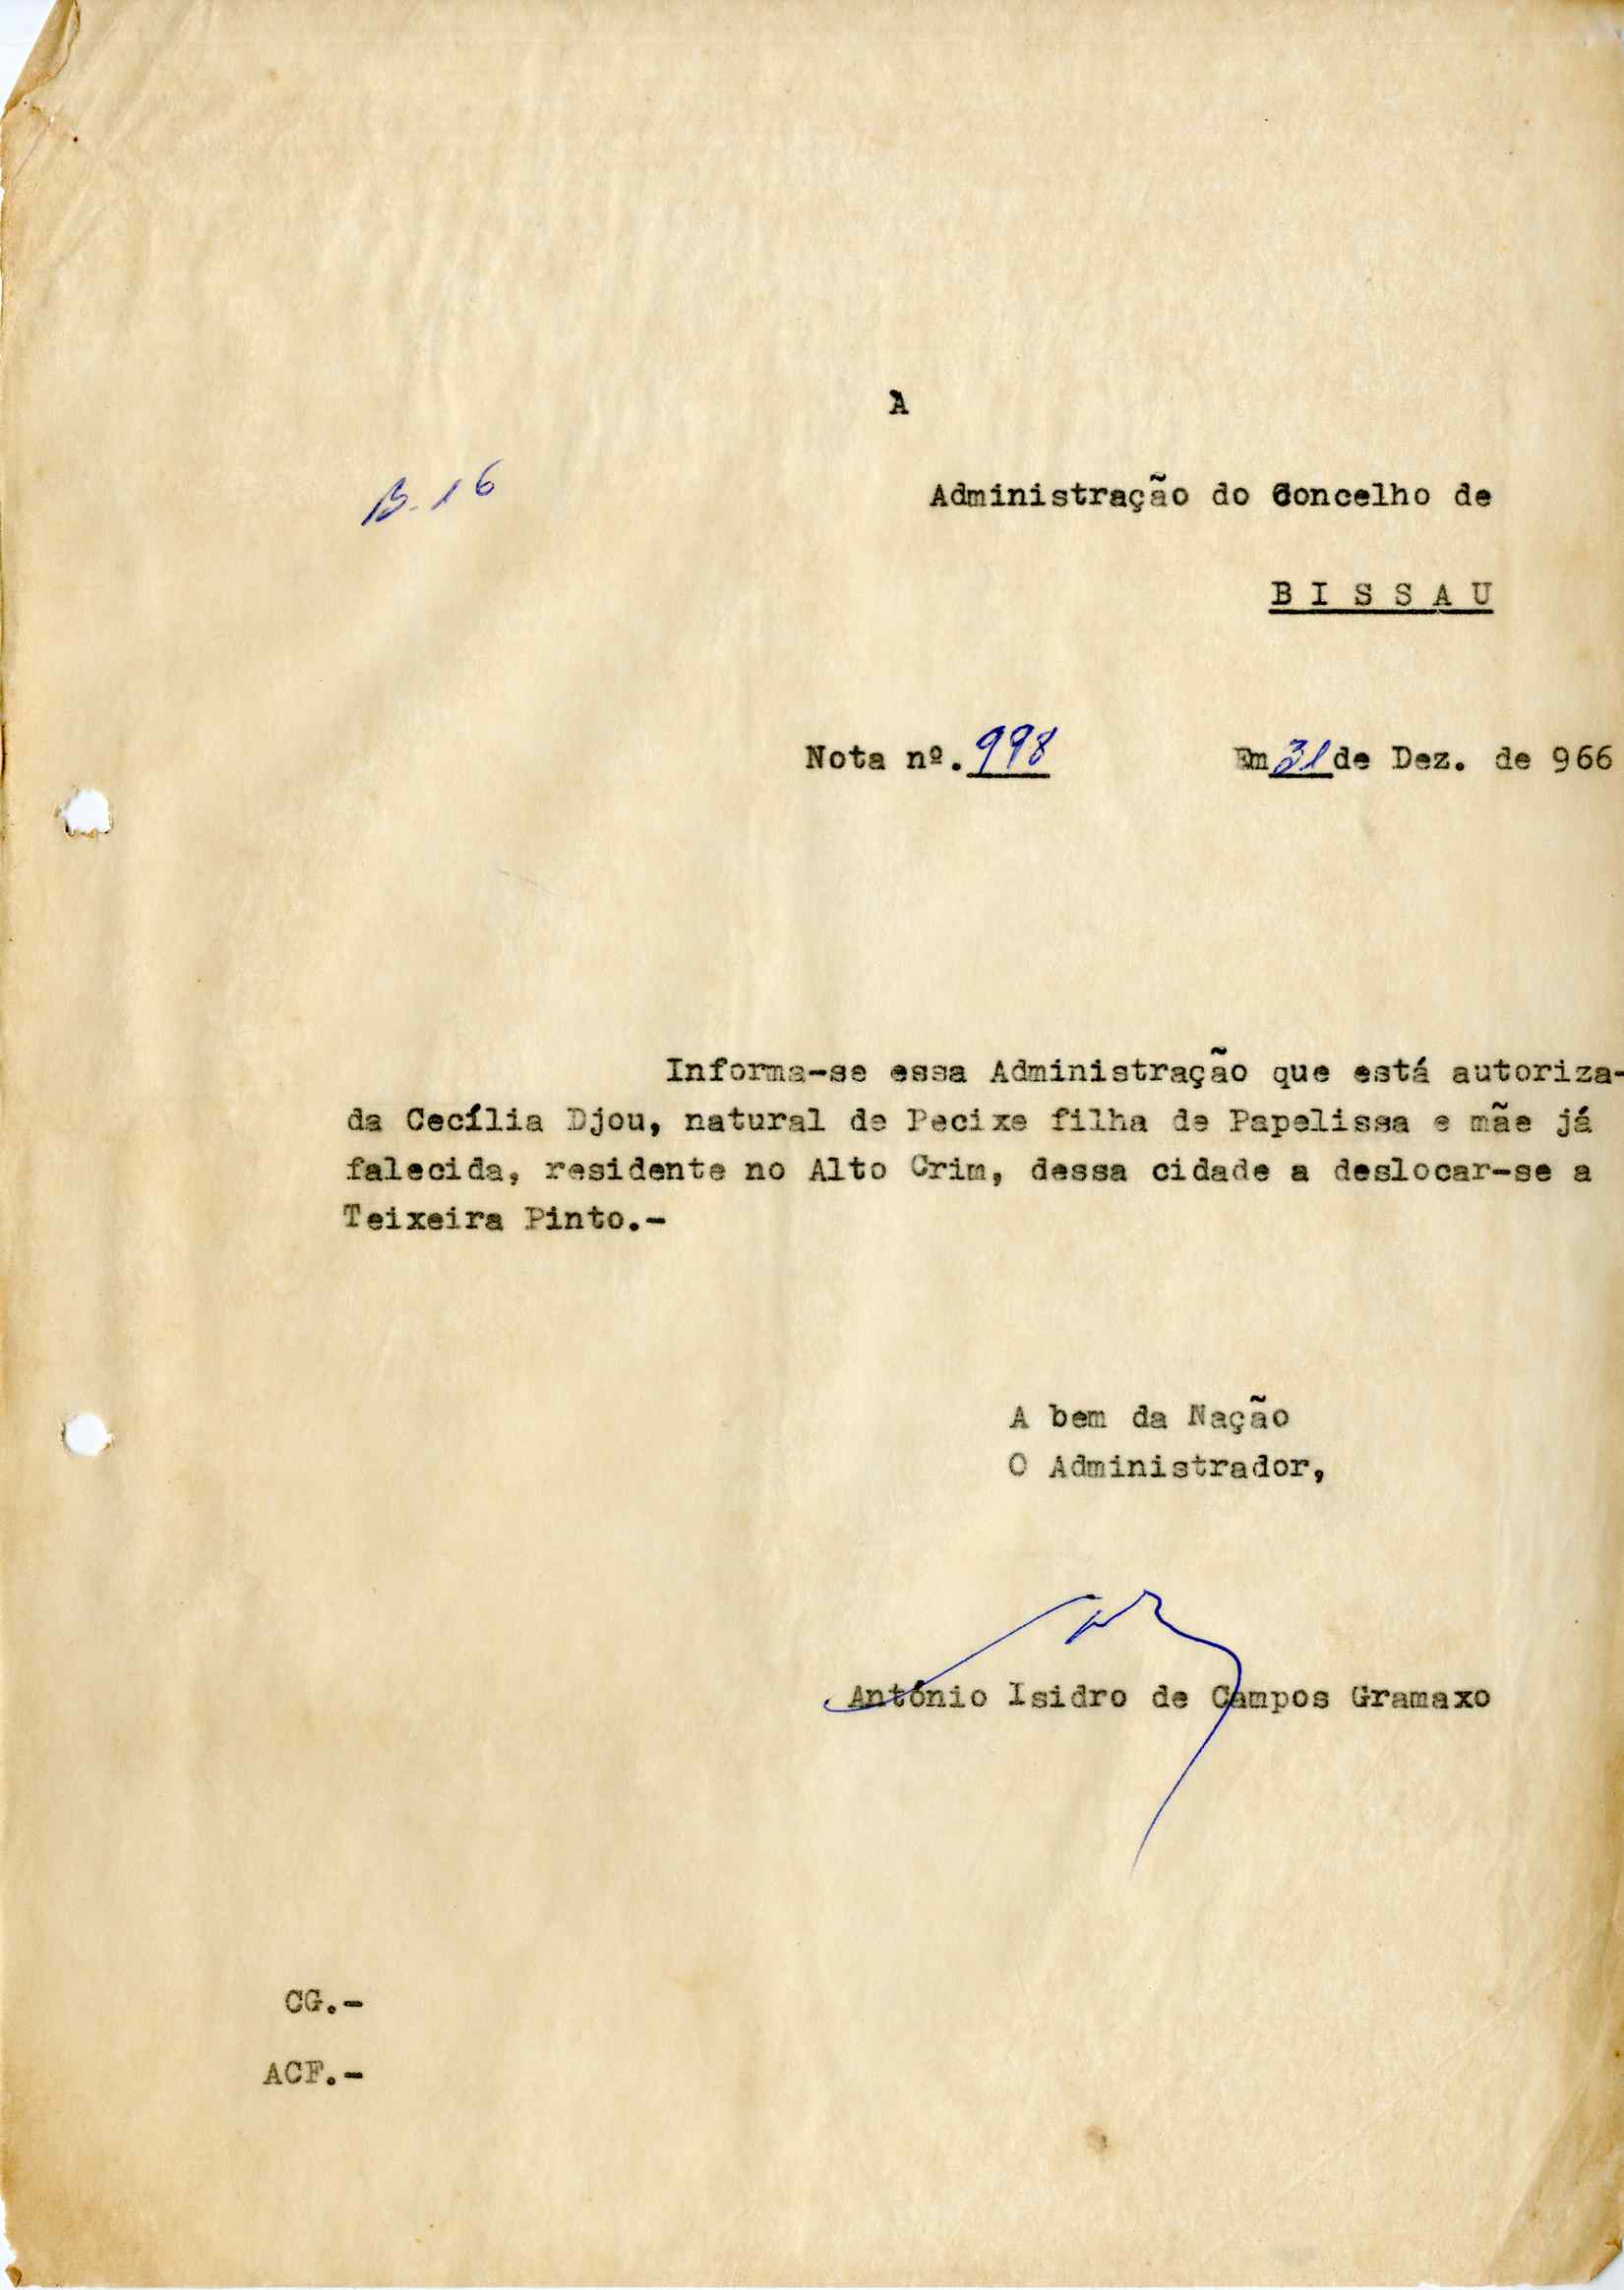 À
B. 16
Administração do Concelho de
B I S S A U
Nota nº. 998 Em 31 de Dez. de 966
Informa-se essa Administração que está autoriza-
da Cecília Djou, natural de Pecixe filha de Papelissa e mãe já
falecida, residente no Alto Crim, dessa cidade a deslocar-se a
Teixeira Pinto.-
A bem da Nação
O Administrador,
António Isidro de Campos Gramaxo
CG.-
ACF.-